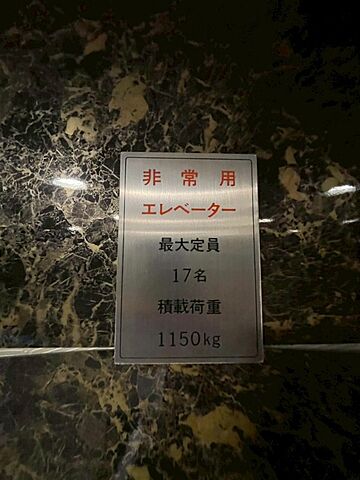 非常用
エレベーター
最大定員
17名
積載荷重
1150kg